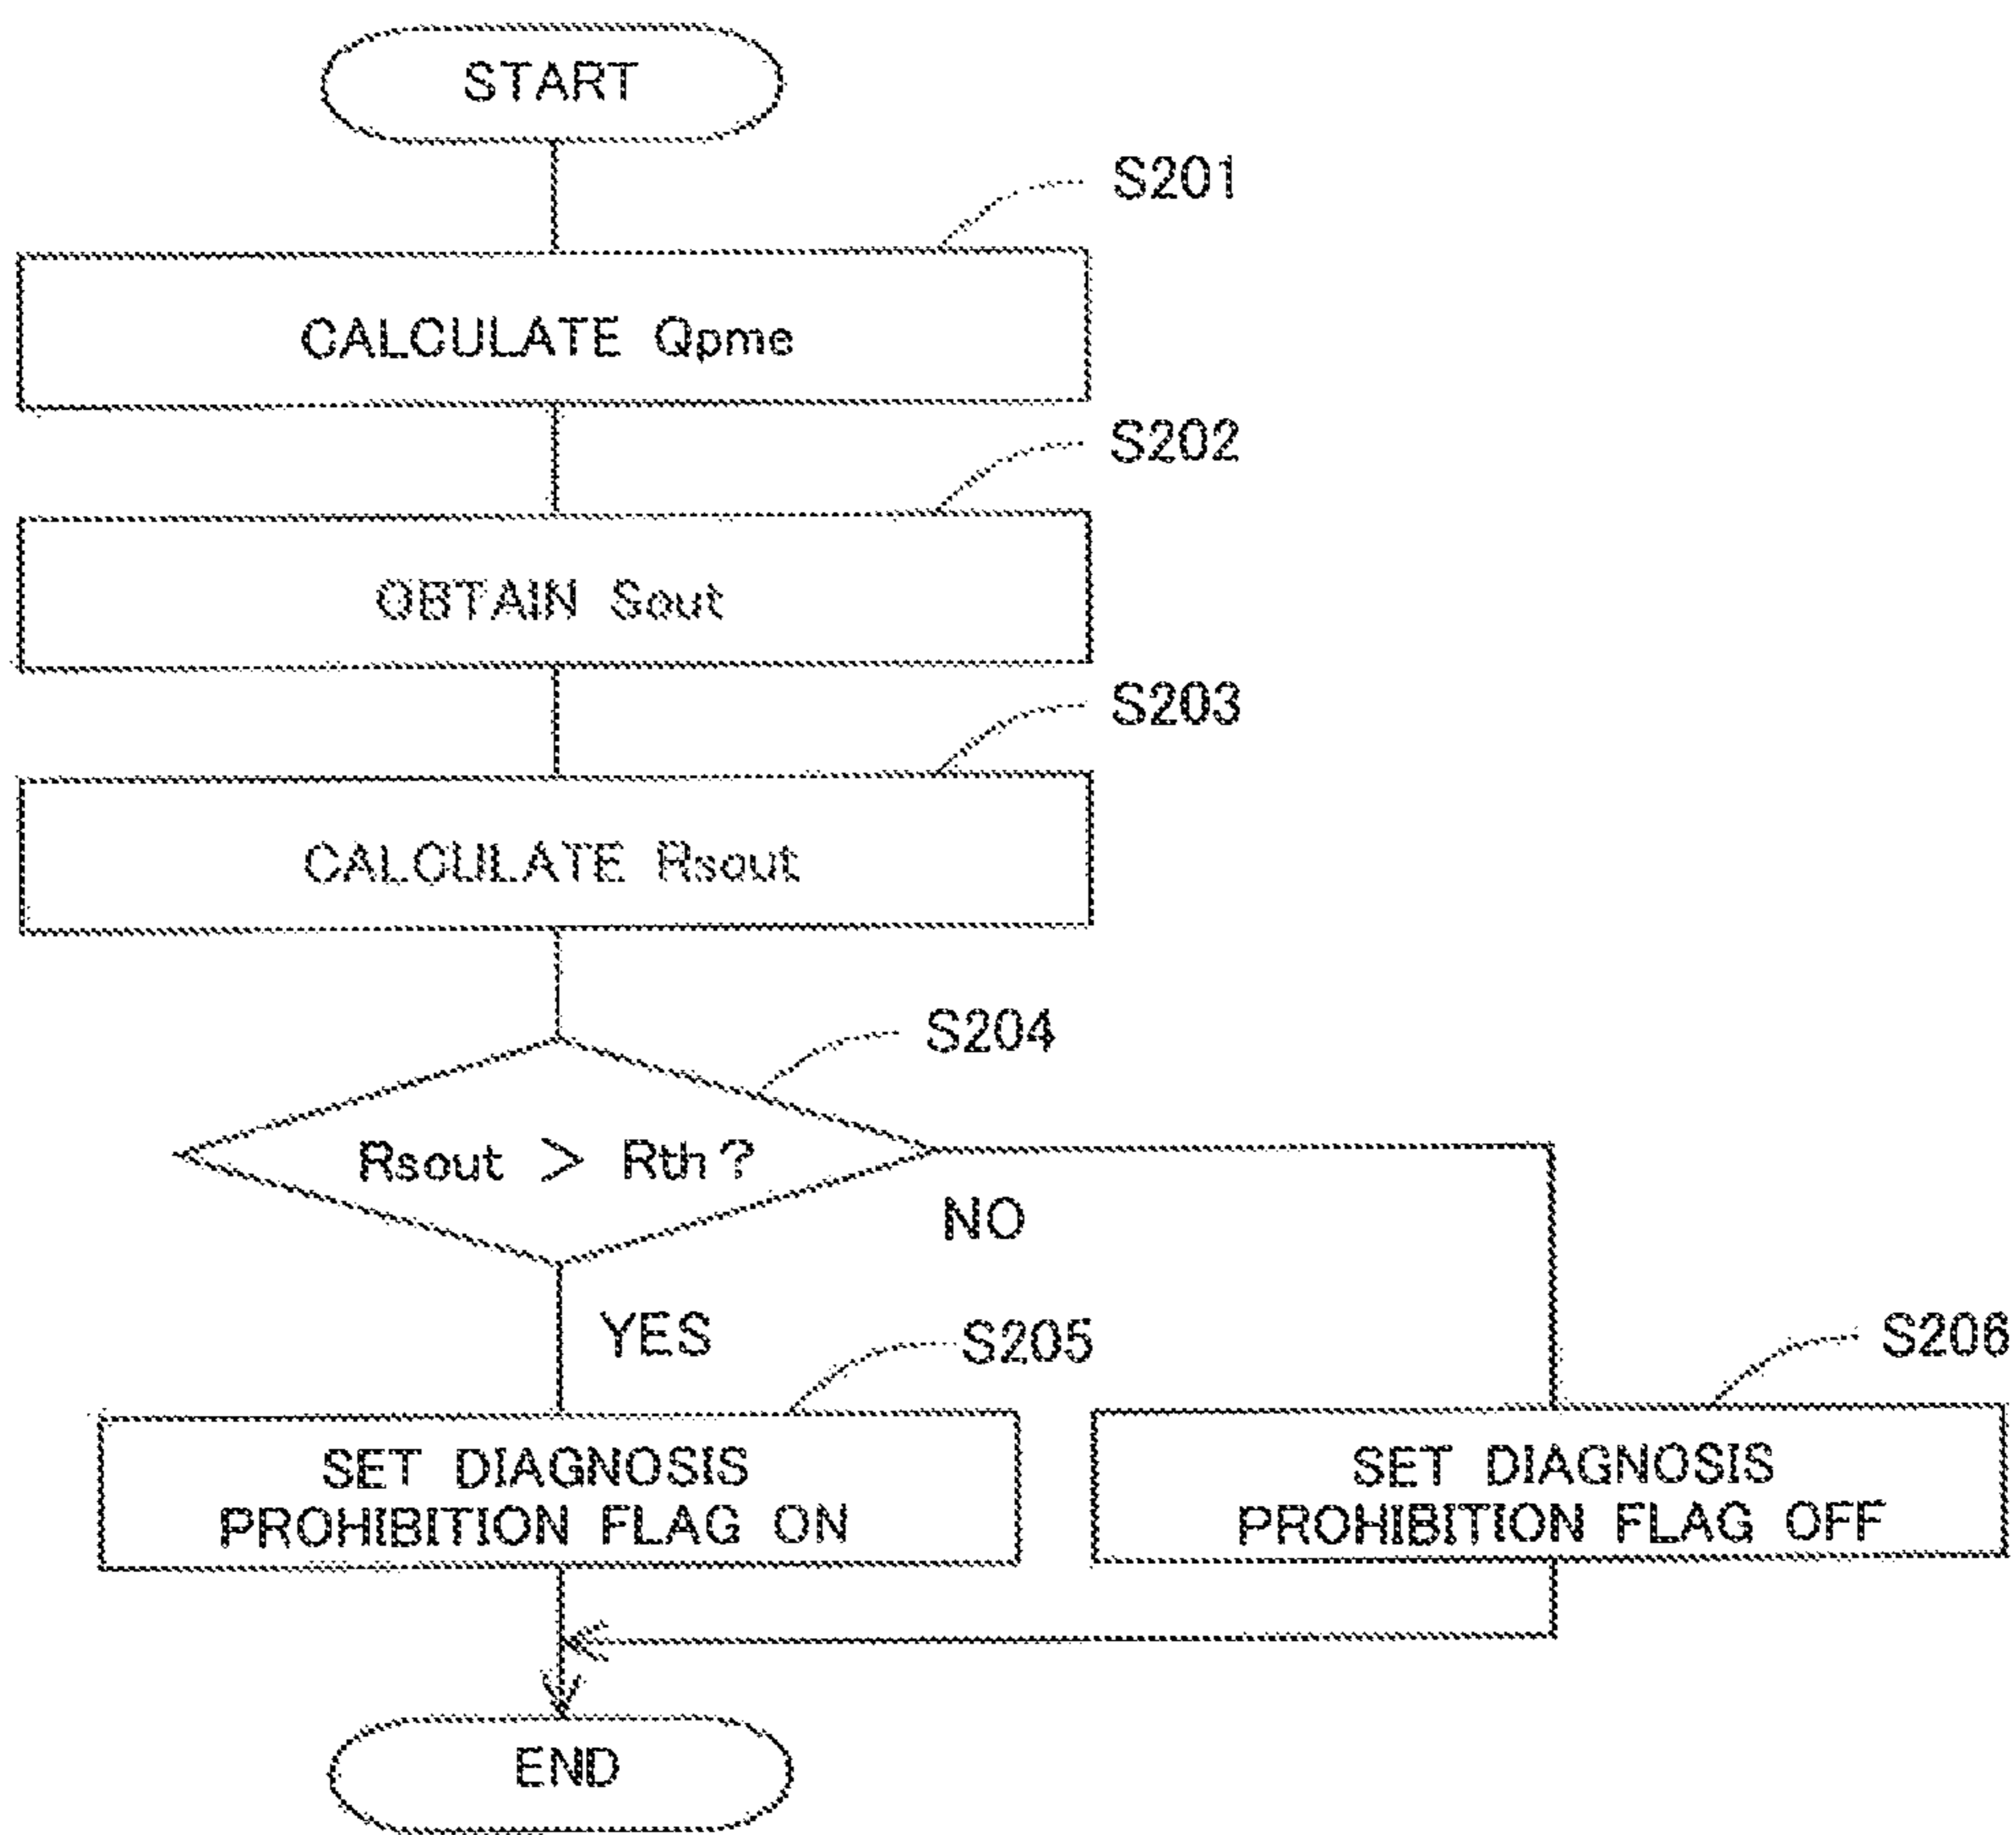 START
S201
CALCULATE Qpme
S202
OBTAIN Sout
S203
CALCULATE Rsout
S204
Rsout > Rth?
NO
YES
S205
S206
SET DIAGNOSIS
PROHIBITION FLAG ON
SET DIAGNOSIS
PROHIBITION FLAG OFF
END